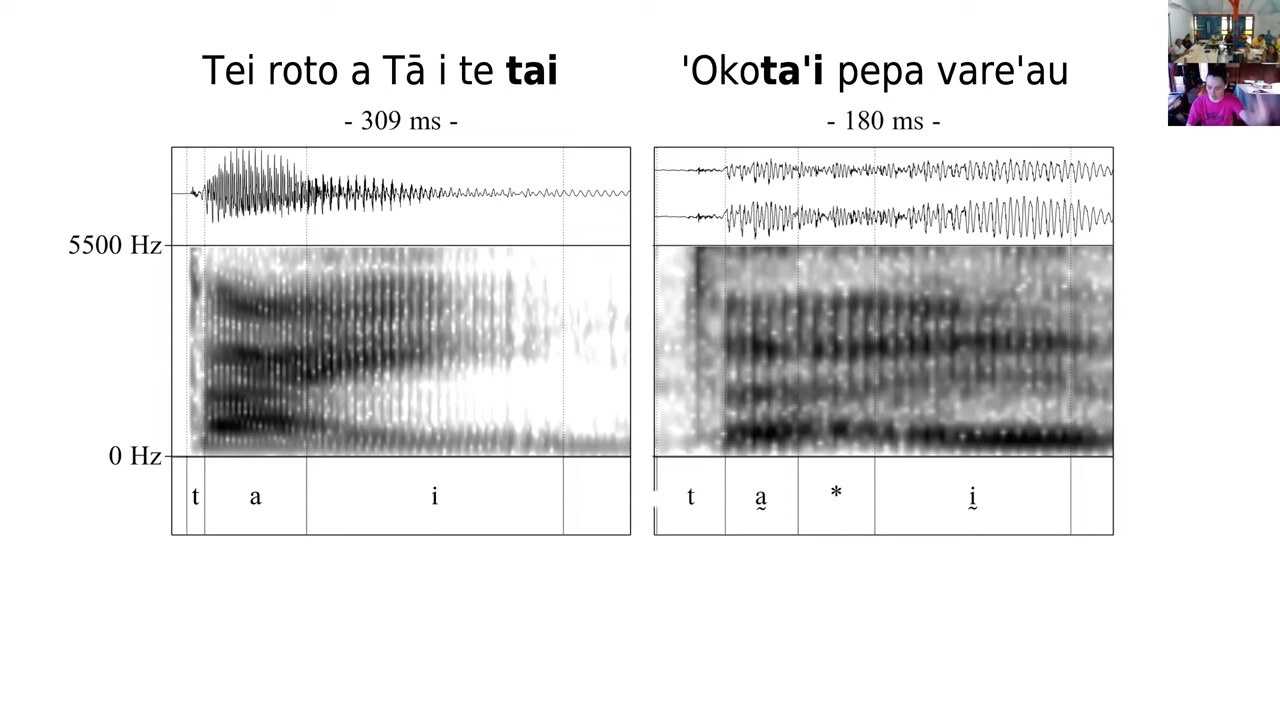 Tei roto a Tā i te tai
- 309 ms -
5500 Hz
0 Hz
t a i
'Okota'i pepa vare'au
- 180 ms -
t a̰ * ḭ